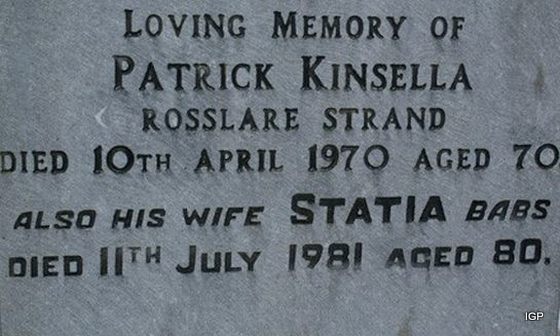 LOVING MEMORY OF
PATRICK KINSELLA
ROSSLARE STRAND
DIED 10TH APRIL 1970 AGED 70
ALSO HIS WIFE STATIA BABS
DIED 11TH JULY 1981 AGED 80.
IGP